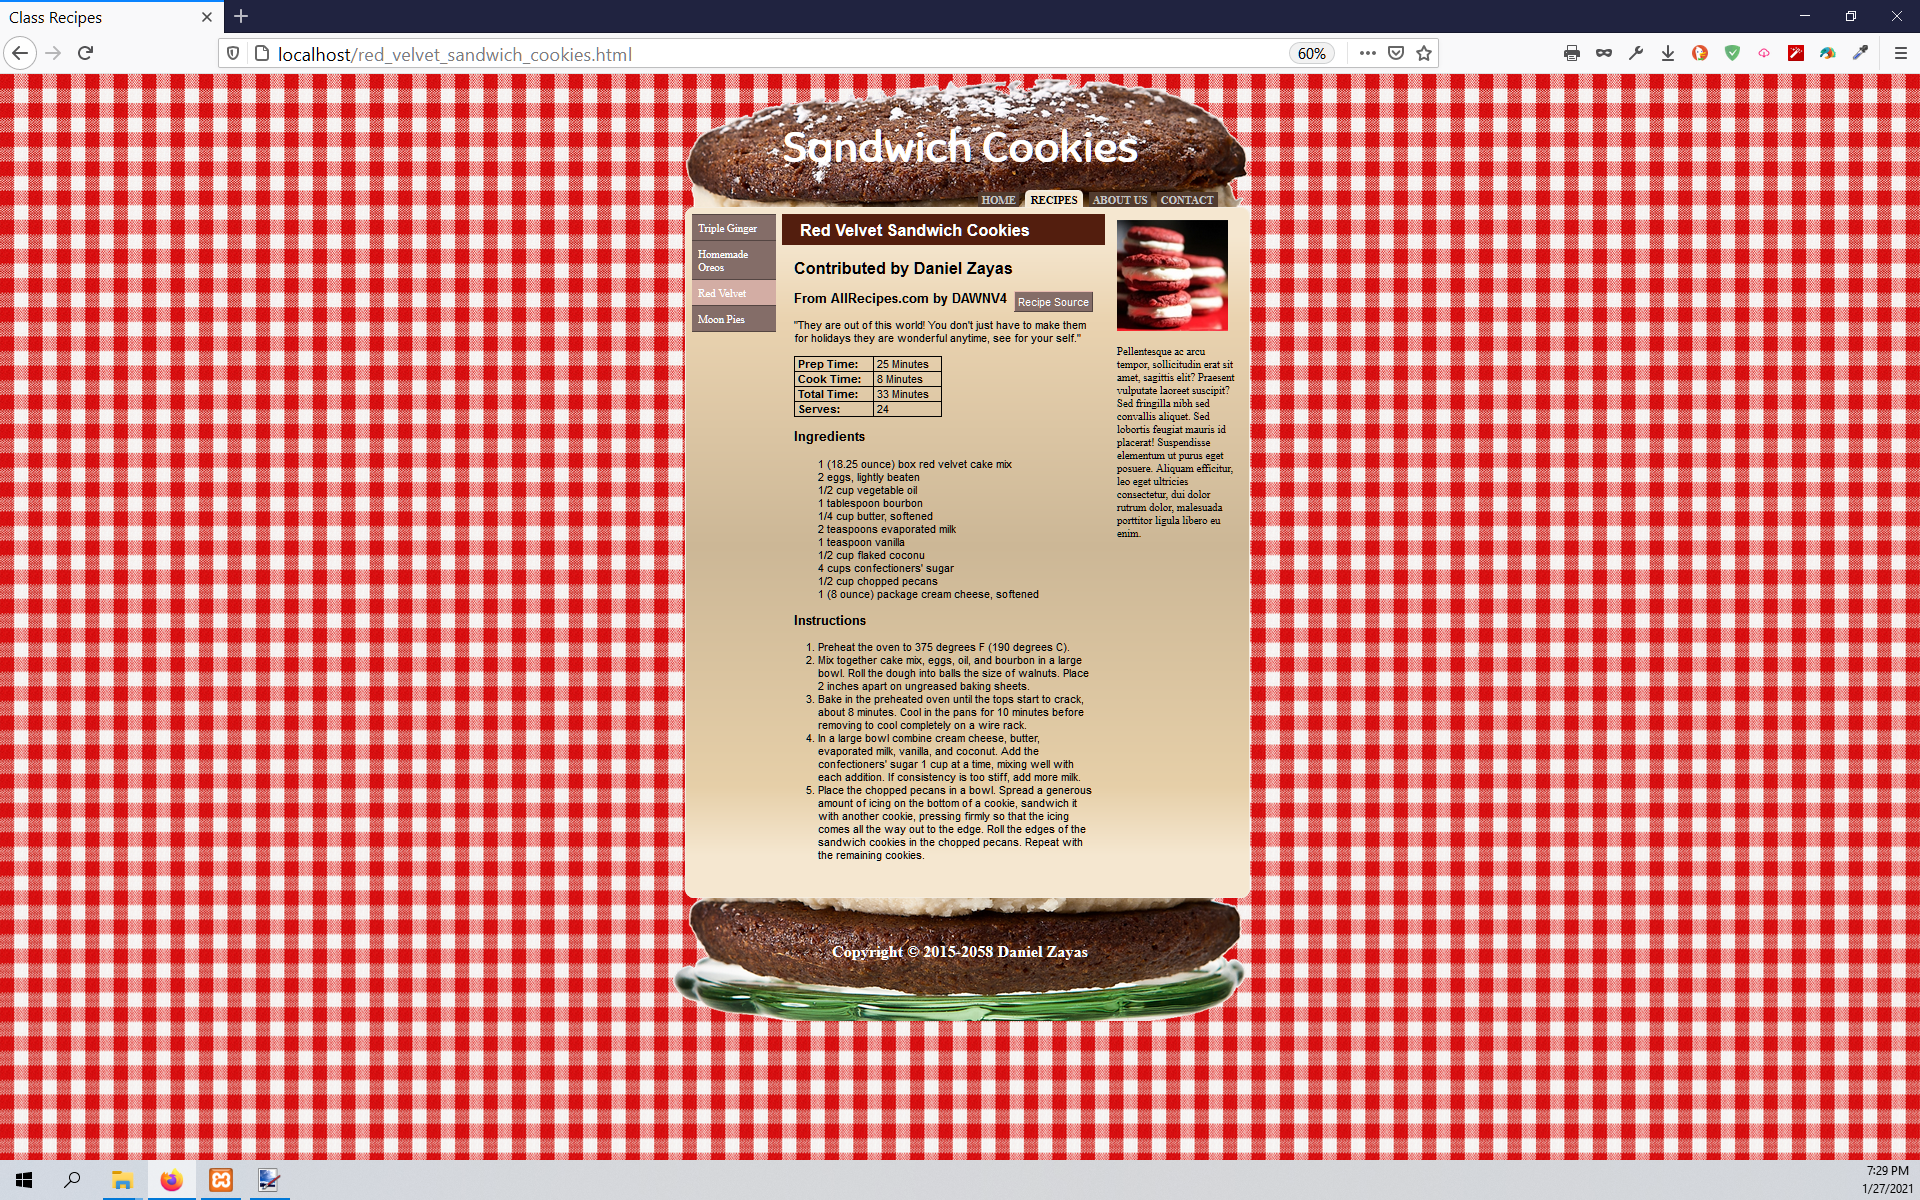 Class Recipes
localhost/red_velvet_sandwich_cookies.html
60%
Sandwich Cookies
HOME RECIPES ABOUT US CONTACT
Triple Ginger
Homemade
Oreos
Red Velvet
Moon Pies
Red Velvet Sandwich Cookies
Contributed by Daniel Zayas
From AllRecipes.com by DAWNV4 Recipe Source
"They are out of this world! You don't just have to make them
for holidays they are wonderful anytime, see for your self."
Prep Time: 25 Minutes
Cook Time: 8 Minutes
Total Time: 33 Minutes
Serves: 24
Ingredients
1 (18.25 ounce) box red velvet cake mix
2 eggs, lightly beaten
1/2 cup vegetable oil
1 tablespoon bourbon
1/4 cup butter, softened
2 teaspoons evaporated milk
1 teaspoon vanilla
1/2 cup flaked coconu
4 cups confectioners' sugar
1/2 cup chopped pecans
1 (8 ounce) package cream cheese, softened
Instructions
1. Preheat the oven to 375 degrees F (190 degrees C).
2. Mix together cake mix, eggs, oil, and bourbon in a large
bowl. Roll the dough into balls the size of walnuts. Place
2 inches apart on ungreased baking sheets.
3. Bake in the preheated oven until the tops start to crack,
about 8 minutes. Cool in the pans for 10 minutes before
removing to cool completely on a wire rack.
4. In a large bowl combine cream cheese, butter,
evaporated milk, vanilla, and coconut. Add the
confectioners' sugar 1 cup at a time, mixing well with
each addition. If consistency is too stiff, add more milk.
5. Place the chopped pecans in a bowl. Spread a generous
amount of icing on the bottom of a cookie, sandwich it
with another cookie, pressing firmly so that the icing
comes all the way out to the edge. Roll the edges of the
sandwich cookies in the chopped pecans. Repeat with
the remaining cookies.
Pellentesque ac arcu
tempor, sollicitudin erat sit
amet, sagittis elit? Praesent
vulputate laoreet suscipit?
Sed fringilla nibh sed
convallis aliquet. Sed
lobortis feugiat mauris id
placerat! Suspendisse
elementum ut purus eget
posuere. Aliquam efficitur,
leo eget ultricies
consectetur, dui dolor
rutrum dolor, malesuada
porttitor ligula libero eu
enim.
Copyright © 2015-2058 Daniel Zayas
7:29 PM
1/27/2021